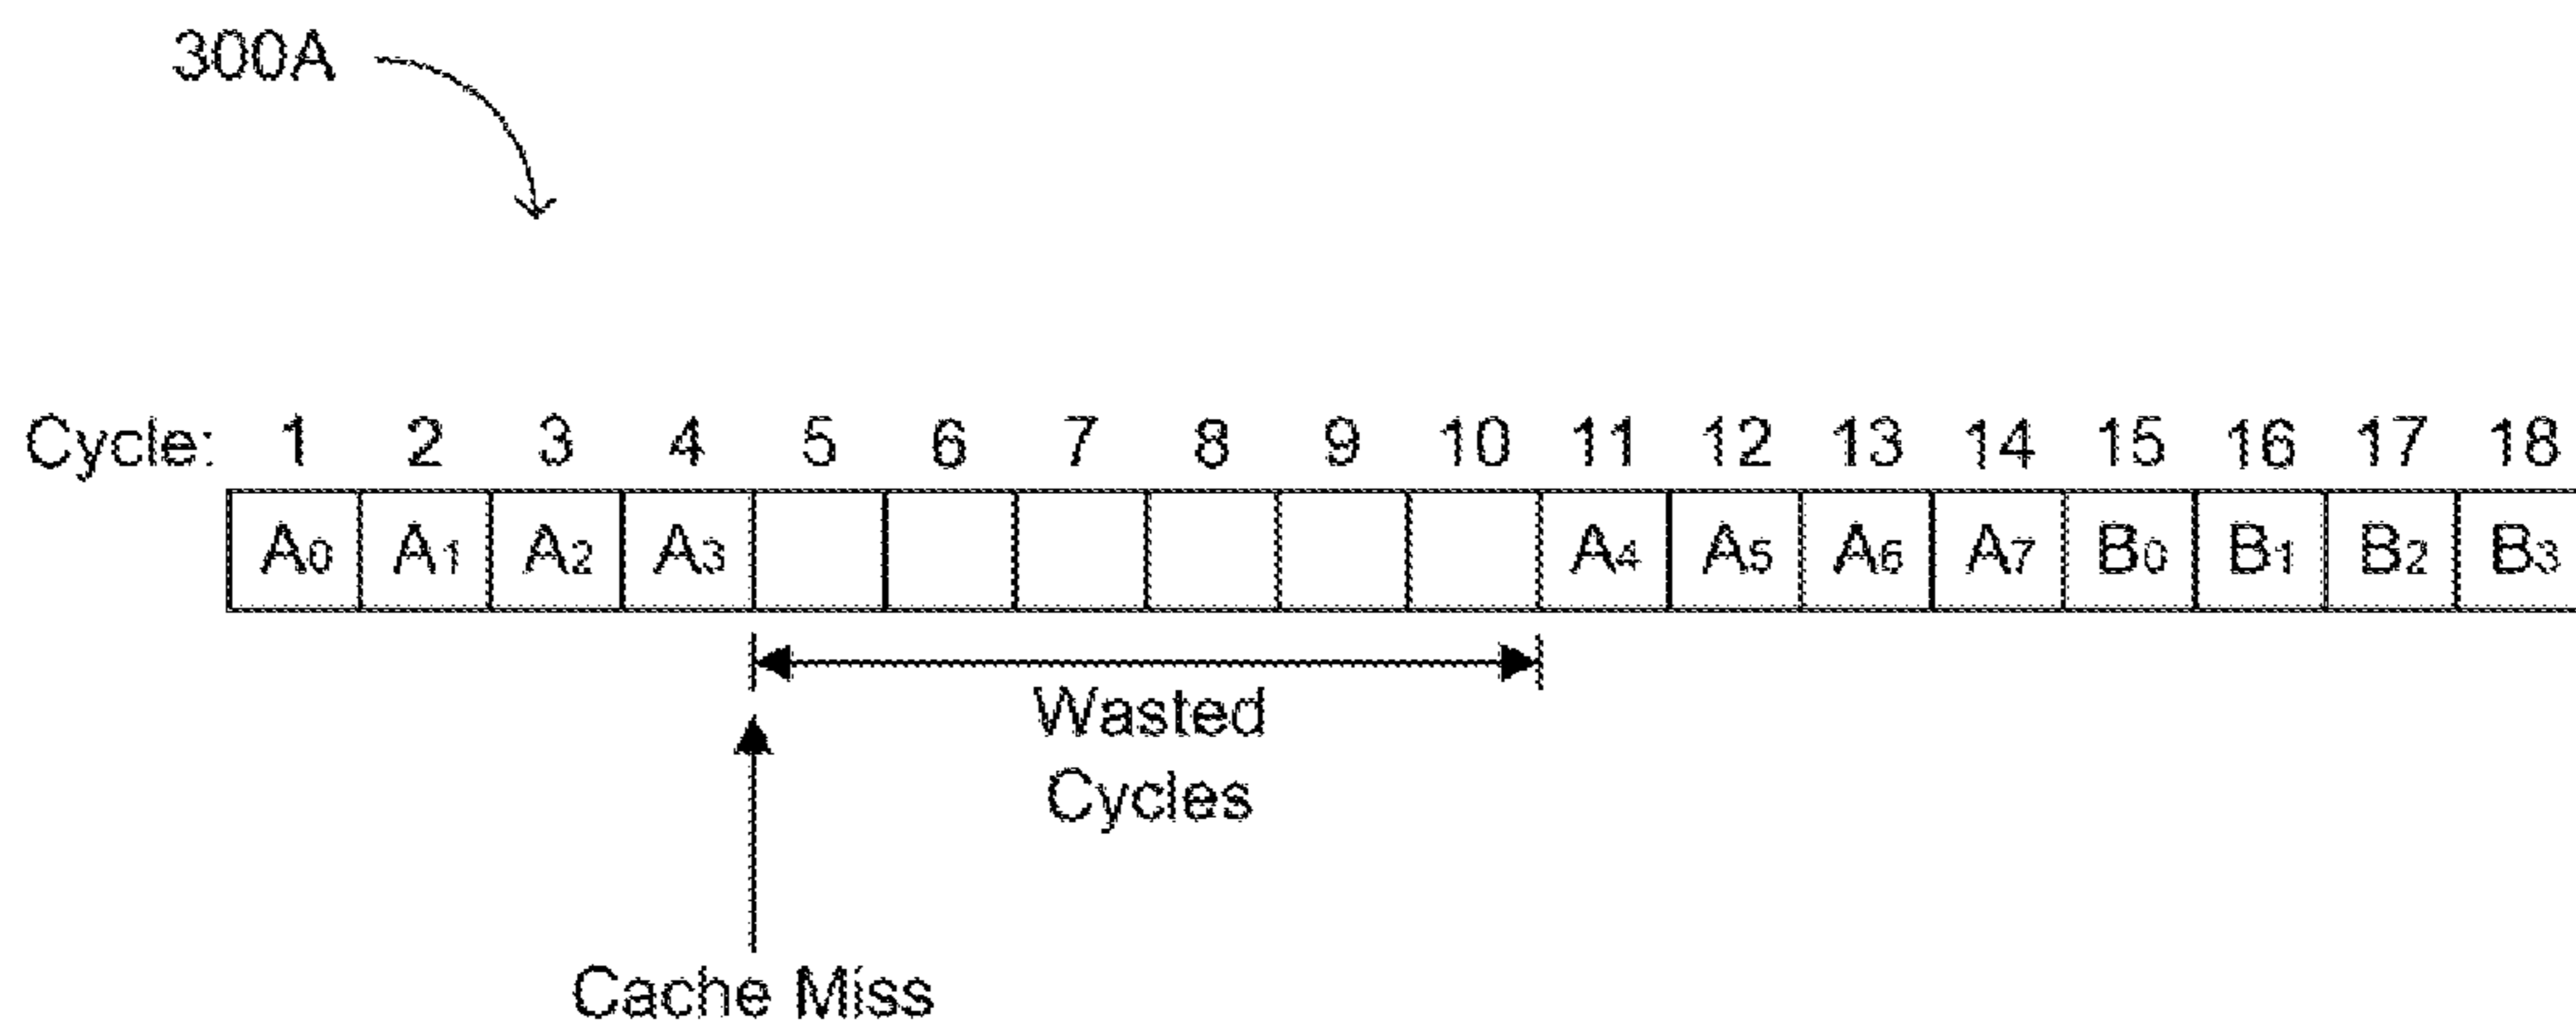 300A
Cycle: 1 2 3 4 5 6 7 8 9 10 11 12 13 14 15 16 17 18
A0 A1 A2 A3 A4 A5 A6 A7 B0 B1 B2 B3
Wasted
Cycles
Cache Miss